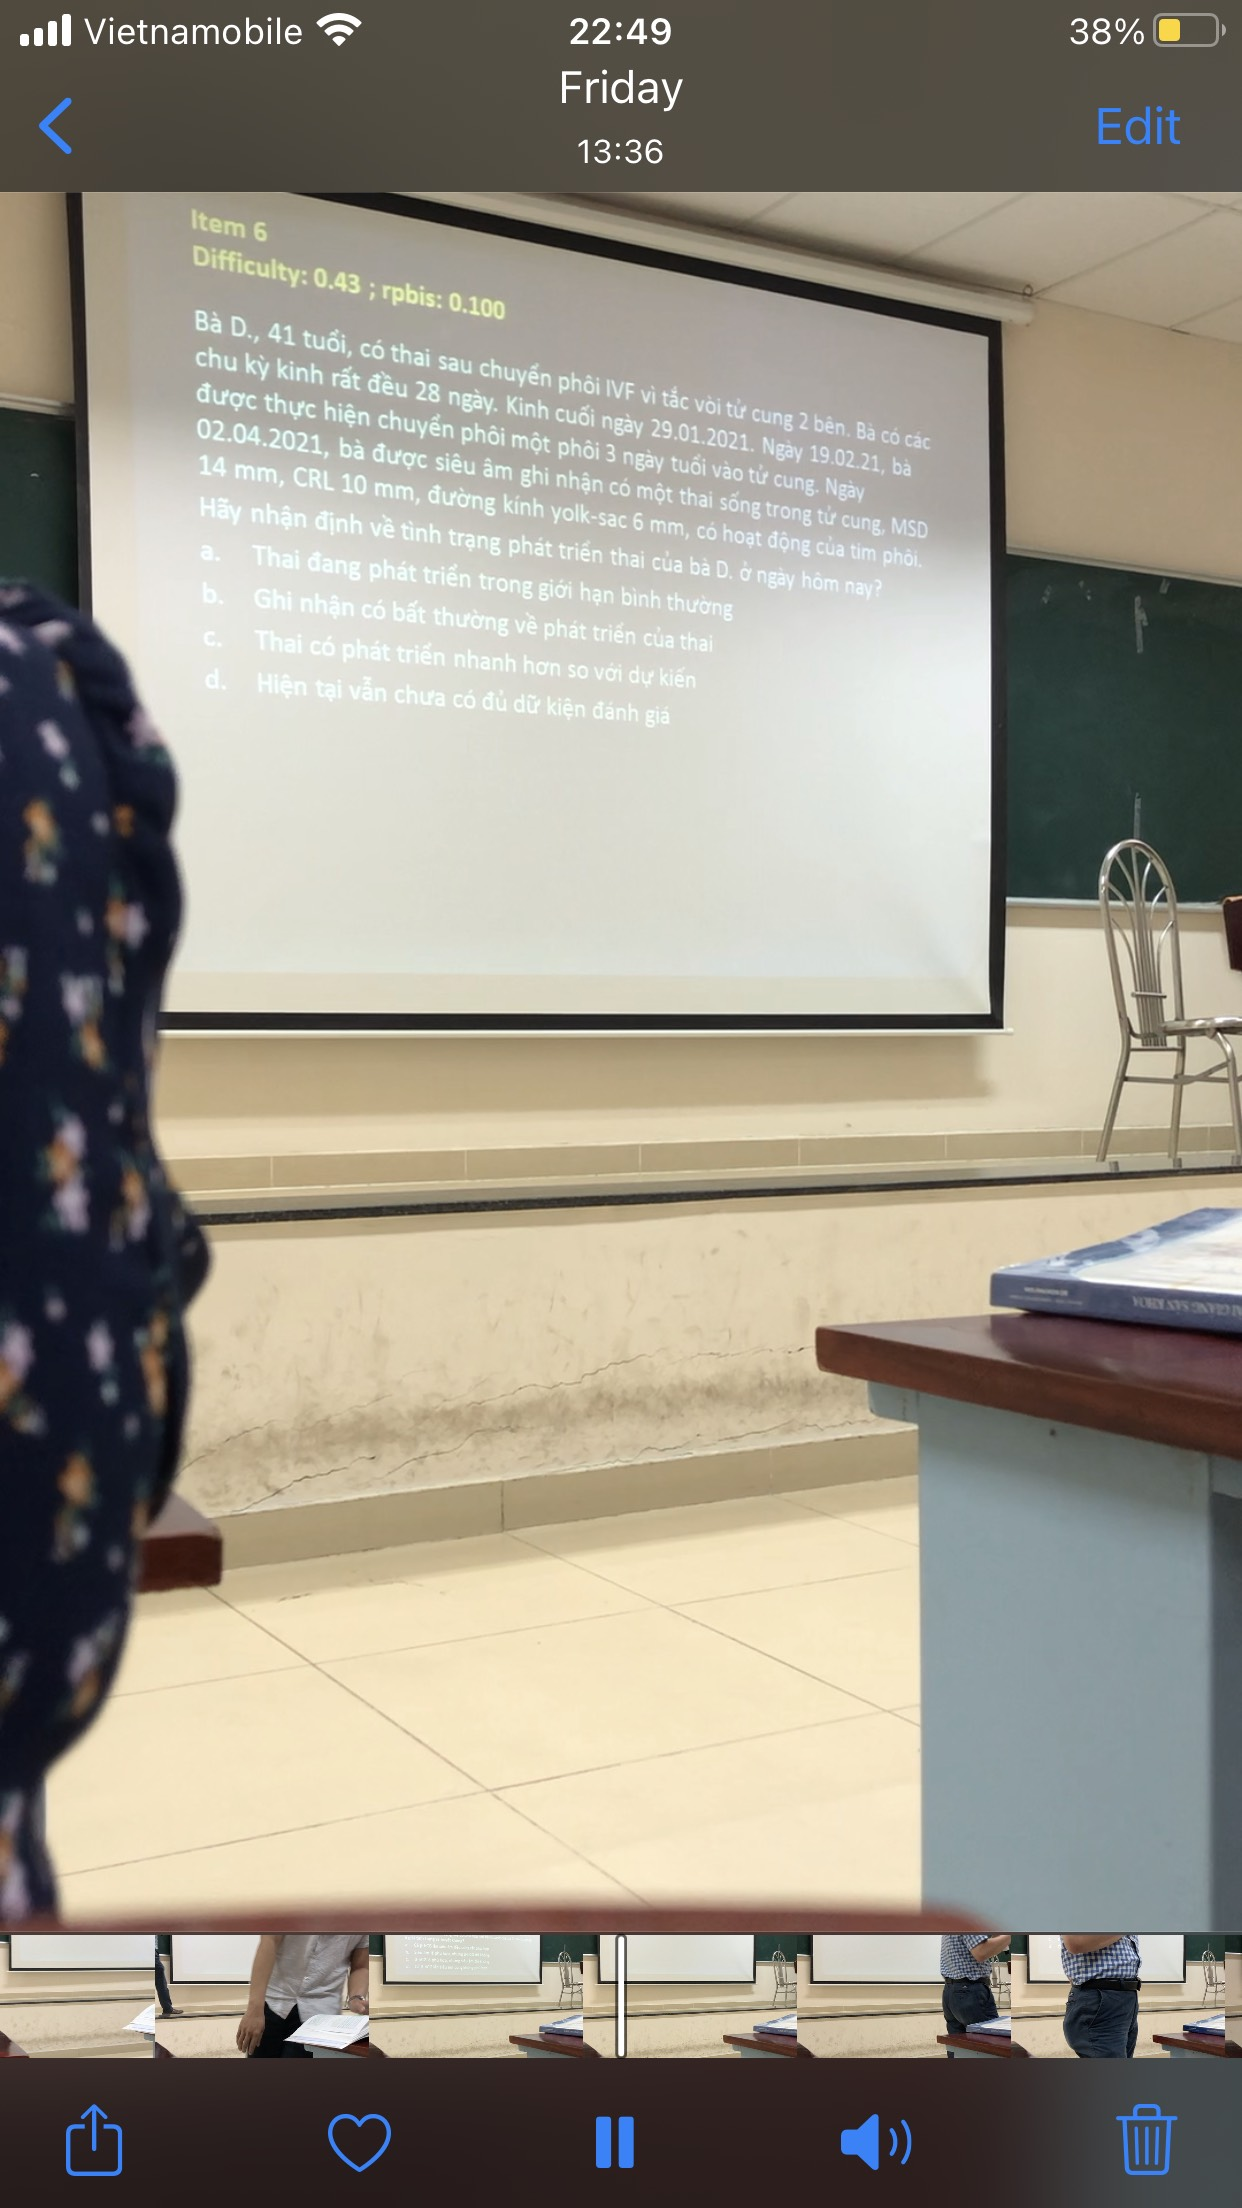 Vietnamobile
22:49
38%
Friday
13:36
Edit
Item 6
Difficulty: 0.43 ; rpbis: 0.100
Bà D., 41 tuổi, có thai sau chuyển phôi IVF vì tắc vòi tử cung 2 bên. Bà có các
chu kỳ kinh rất đều 28 ngày. Kinh cuối ngày 29.01.2021. Ngày 19.02.21, bà
được thực hiện chuyển phôi một phôi 3 ngày tuổi vào tử cung. Ngày
02.04.2021, bà được siêu âm ghi nhận có một thai sống trong tử cung, MSD
14 mm, CRL 10 mm, đường kính yolk-sac 6 mm, có hoạt động của tim phôi.
Hãy nhận định về tình trạng phát triển thai của bà D. ở ngày hôm nay?
a. Thai đang phát triển trong giới hạn bình thường
b. Ghi nhận có bất thường về phát triển của thai
c. Thai có phát triển nhanh hơn so với dự kiến
d. Hiện tại vẫn chưa có đủ dữ kiện đánh giá